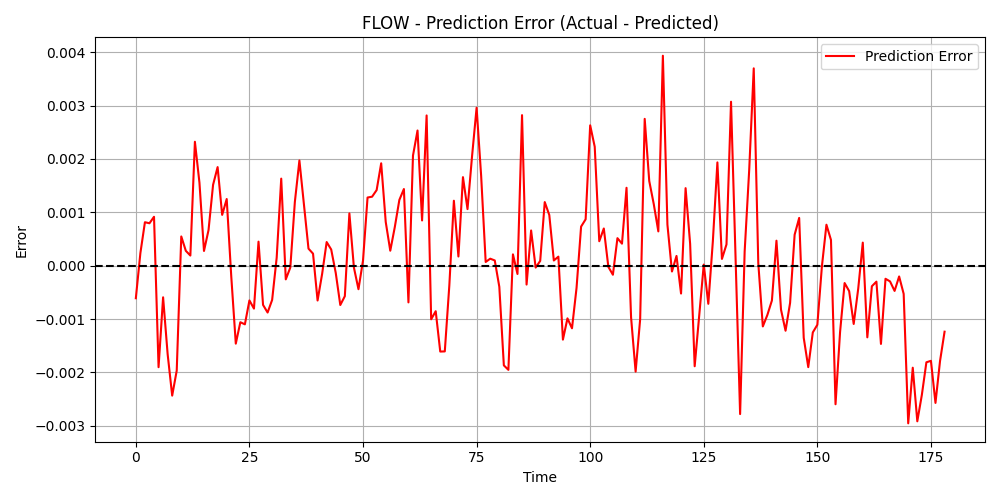 FLOW - Prediction Error (Actual - Predicted)
Prediction Error
0.004
0.003
0.002
0.001
0.000
−0.001
−0.002
−0.003
Error
0 25 50 75 100 125 150 175
Time